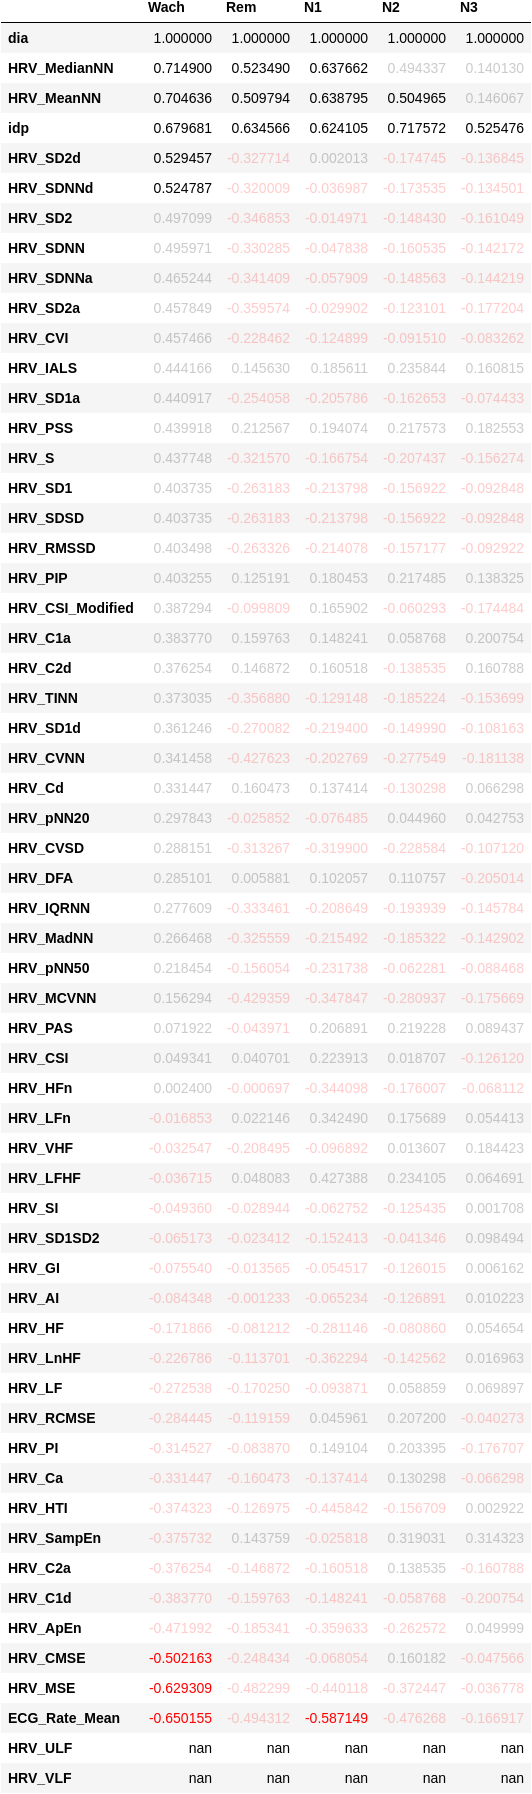 Wach Rem N1 N2 N3
dia 1.000000 1.000000 1.000000 1.000000 1.000000
HRV_MedianNN 0.714900 0.523490 0.637662 0.494337 0.140130
HRV_MeanNN 0.704636 0.509794 0.638795 0.504965 0.146067
idp 0.679681 0.634566 0.624105 0.717572 0.525476
HRV_SD2d 0.529457 -0.327714 0.002013 -0.174745 -0.136845
HRV_SDNNd 0.524787 -0.320009 -0.036987 -0.173535 -0.134501
HRV_SD2 0.497099 -0.346853 -0.014971 -0.148430 -0.161049
HRV_SDNN 0.495971 -0.330285 -0.047838 -0.160535 -0.142172
HRV_SDNNa 0.465244 -0.341409 -0.057909 -0.148563 -0.144219
HRV_SD2a 0.457849 -0.359574 -0.029902 -0.123101 -0.177204
HRV_CVI 0.457466 -0.228462 -0.124899 -0.091510 -0.083262
HRV_IALS 0.444166 0.145630 0.185611 0.235844 0.160815
HRV_SD1a 0.440917 -0.254058 -0.205786 -0.162653 -0.074433
HRV_PSS 0.439918 0.212567 0.194074 0.217573 0.182553
HRV_S 0.437748 -0.321570 -0.166754 -0.207437 -0.156274
HRV_SD1 0.403735 -0.263183 -0.213798 -0.156922 -0.092848
HRV_SDSD 0.403735 -0.263183 -0.213798 -0.156922 -0.092848
HRV_RMSSD 0.403498 -0.263326 -0.214078 -0.157177 -0.092922
HRV_PIP 0.403255 0.125191 0.180453 0.217485 0.138325
HRV_CSI_Modified 0.387294 -0.099809 0.165902 -0.060293 -0.174484
HRV_C1a 0.383770 0.159763 0.148241 0.058768 0.200754
HRV_C2d 0.376254 0.146872 0.160518 -0.138535 0.160788
HRV_TINN 0.373035 -0.356880 -0.129148 -0.185224 -0.153699
HRV_SD1d 0.361246 -0.270082 -0.219400 -0.149990 -0.108163
HRV_CVNN 0.341458 -0.427623 -0.202769 -0.277549 -0.181138
HRV_Cd 0.331447 0.160473 0.137414 -0.130298 0.066298
HRV_pNN20 0.297843 -0.025852 -0.076485 0.044960 0.042753
HRV_CVSD 0.288151 -0.313267 -0.319900 -0.228584 -0.107120
HRV_DFA 0.285101 0.005881 0.102057 0.110757 -0.205014
HRV_IQRNN 0.277609 -0.333461 -0.208649 -0.193939 -0.145784
HRV_MadNN 0.266468 -0.325559 -0.215492 -0.185322 -0.142902
HRV_pNN50 0.218454 -0.156054 -0.231738 -0.062281 -0.088468
HRV_MCVNN 0.156294 -0.429359 -0.347847 -0.280937 -0.175669
HRV_PAS 0.071922 -0.043971 0.206891 0.219228 0.089437
HRV_CSI 0.049341 0.040701 0.223913 0.018707 -0.126120
HRV_HFn 0.002400 -0.000697 -0.344098 -0.176007 -0.068112
HRV_LFn -0.016853 0.022146 0.342490 0.175689 0.054413
HRV_VHF -0.032547 -0.208495 -0.096892 0.013607 0.184423
HRV_LFHF -0.036715 0.048083 0.427388 0.234105 0.064691
HRV_SI -0.049360 -0.028944 -0.062752 -0.125435 0.001708
HRV_SD1SD2 -0.065173 -0.023412 -0.152413 -0.041346 0.098494
HRV_GI -0.075540 -0.013565 -0.054517 -0.126015 0.006162
HRV_AI -0.084348 -0.001233 -0.065234 -0.126891 0.010223
HRV_HF -0.171866 -0.081212 -0.281146 -0.080860 0.054654
HRV_LnHF -0.226786 -0.113701 -0.362294 -0.142562 0.016963
HRV_LF -0.272538 -0.170250 -0.093871 0.058859 0.069897
HRV_RCMSE -0.284445 -0.119159 0.045961 0.207200 -0.040273
HRV_PI -0.314527 -0.083870 0.149104 0.203395 -0.176707
HRV_Ca -0.331447 -0.160473 -0.137414 0.130298 -0.066298
HRV_HTI -0.374323 -0.126975 -0.445842 -0.156709 0.002922
HRV_SampEn -0.375732 0.143759 -0.025818 0.319031 0.314323
HRV_C2a -0.376254 -0.146872 -0.160518 0.138535 -0.160788
HRV_C1d -0.383770 -0.159763 -0.148241 -0.058768 -0.200754
HRV_ApEn -0.471992 -0.185341 -0.359633 -0.262572 0.049999
HRV_CMSE -0.502163 -0.248434 -0.068054 0.160182 -0.047566
HRV_MSE -0.629309 -0.482299 -0.440118 -0.372447 -0.036778
ECG_Rate_Mean -0.650155 -0.494312 -0.587149 -0.476268 -0.166917
HRV_ULF nan nan nan nan nan
HRV_VLF nan nan nan nan nan